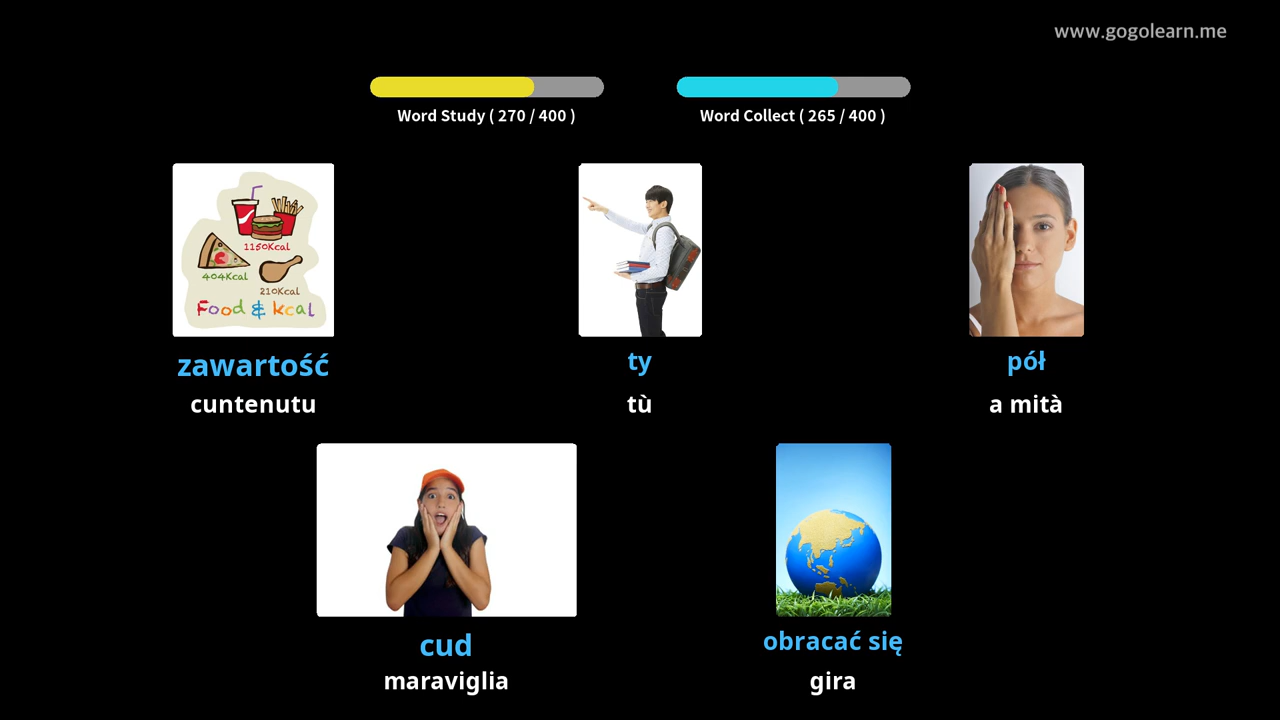 www.gogolearn.me
Word Study ( 270 / 400 )
Word Collect ( 265 / 400 )
1150Kcal
404Kcal
210Kcal
Food & kcal
zawartość
ty
pół
cuntenutu
tù
a mità
cud
obracać się
maraviglia
gira